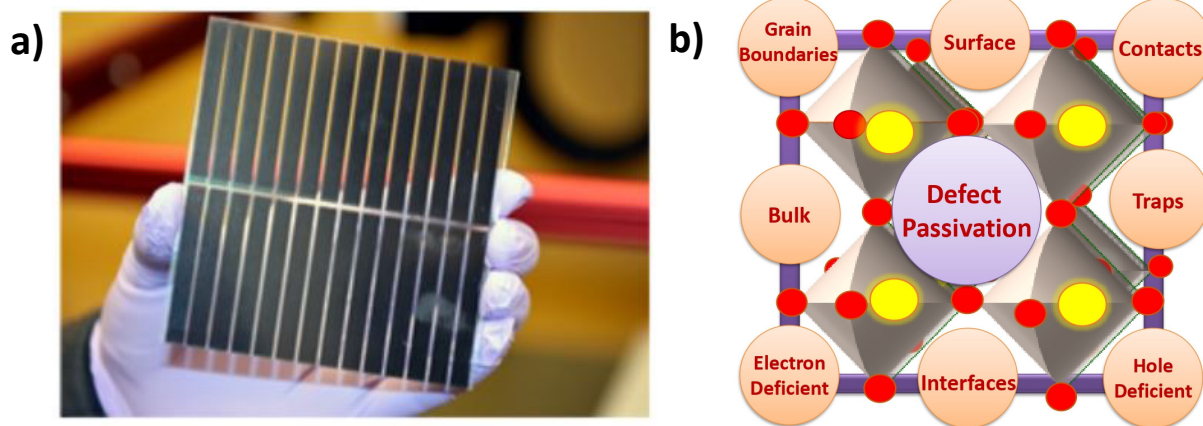 a)
b)
Grain
Boundaries
Surface
Contacts
Bulk
Defect
Passivation
Traps
Electron
Deficient
Interfaces
Hole
Deficient